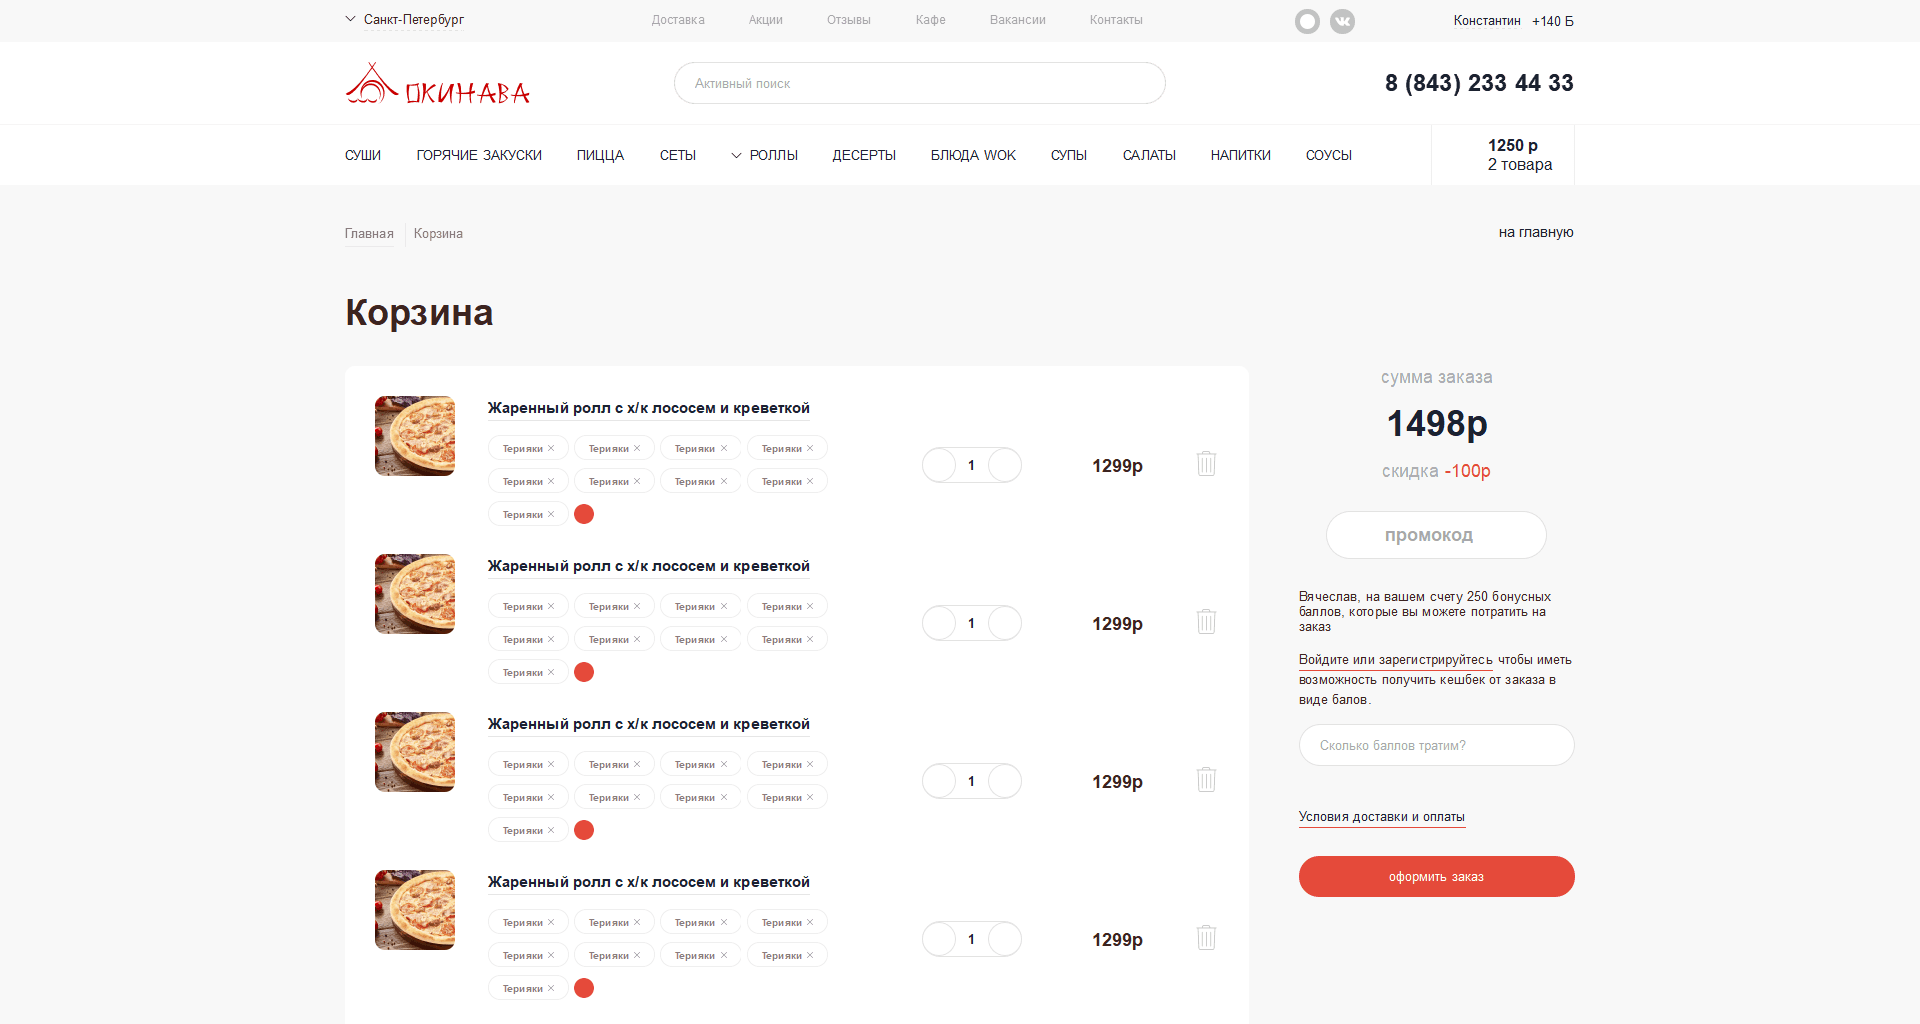 Санкт-Петербург
Доставка Акции Отзывы Кафе Вакансии Контакты
Константин +140 Б
ОКИНАВА
Активный поиск
8 (843) 233 44 33
СУШИ ГОРЯЧИЕ ЗАКУСКИ ПИЦЦА СЕТЫ РОЛЛЫ ДЕСЕРТЫ БЛЮДА WOK СУПЫ САЛАТЫ НАПИТКИ СОУСЫ
1250 р
2 товара
Главная Корзина
на главную
Корзина
Жаренный ролл с х/к лососем и креветкой
Терияки Терияки Терияки Терияки
Терияки Терияки Терияки Терияки
Терияки
1 1299р
Жаренный ролл с х/к лососем и креветкой
Терияки Терияки Терияки Терияки
Терияки Терияки Терияки Терияки
Терияки
1 1299р
Жаренный ролл с х/к лососем и креветкой
Терияки Терияки Терияки Терияки
Терияки Терияки Терияки Терияки
Терияки
1 1299р
Жаренный ролл с х/к лососем и креветкой
Терияки Терияки Терияки Терияки
Терияки Терияки Терияки Терияки
Терияки
1 1299р
сумма заказа
1498р
скидка -100р
промокод
Вячеслав, на вашем счету 250 бонусных
баллов, которые вы можете потратить на
заказ
Войдите или зарегистрируйтесь чтобы иметь
возможность получить кешбек от заказа в
виде балов.
Сколько баллов тратим?
Условия доставки и оплаты
оформить заказ